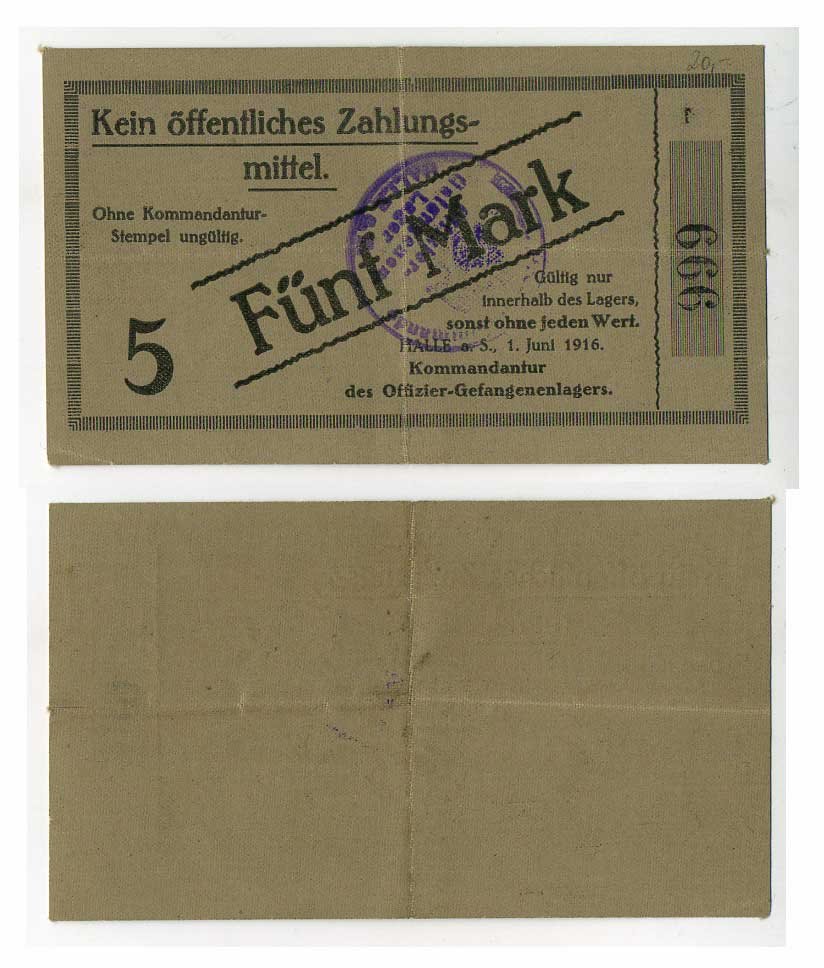 20,-
Kein öffentliches Zahlungs-
mittel.
Ohne Kommandantur-
Stempel ungültig.
Fünf Mark
5
Gültig nur
innerhalb des Lagers,
sonst ohne jeden Wert.
HALLE a. S., 1. Juni 1916.
Kommandantur
des Offizier-Gefangenenlagers.
666
Lager